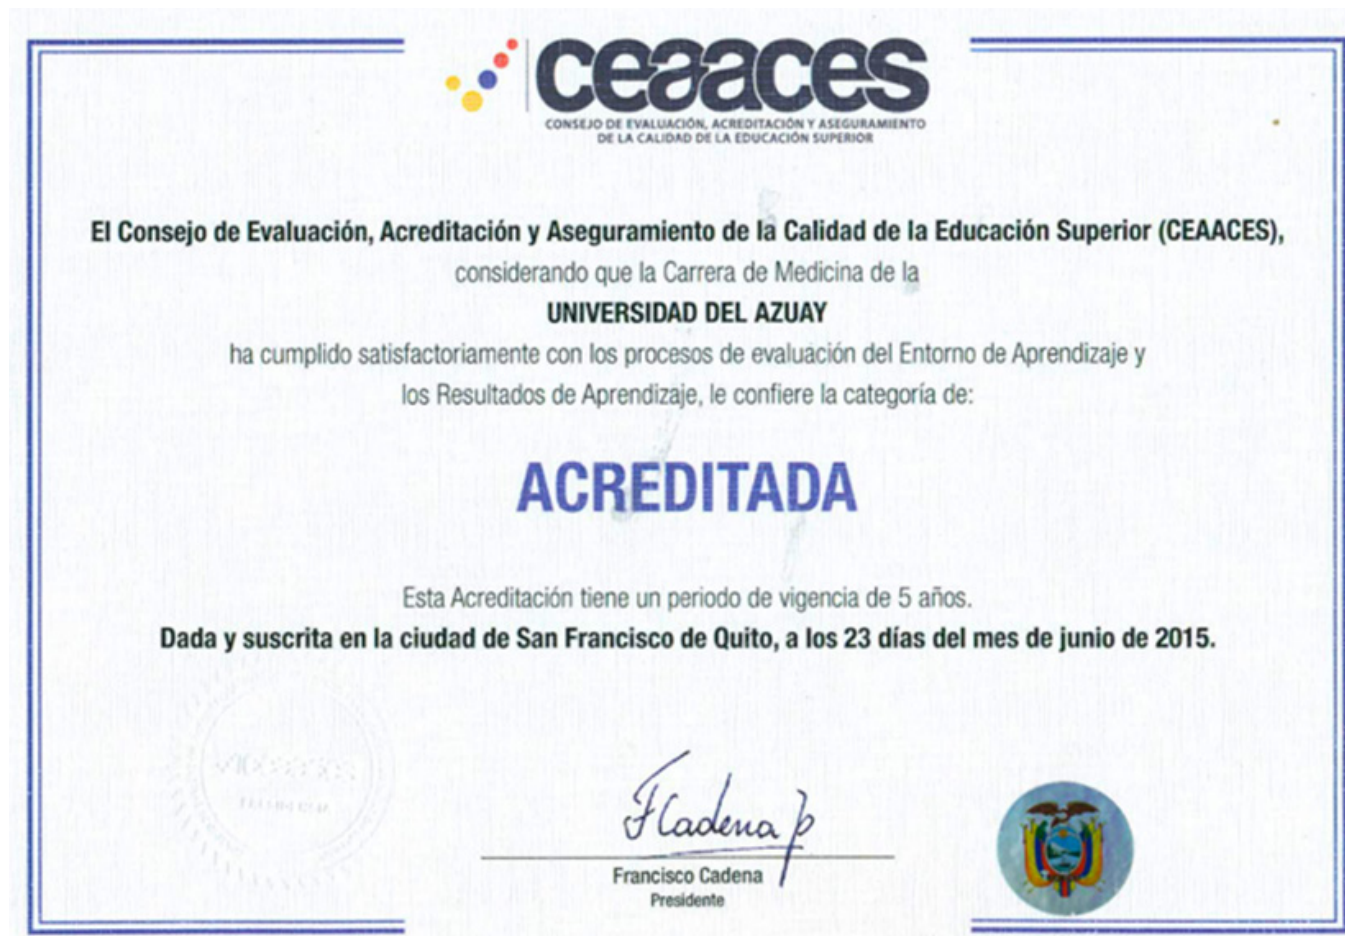 ceaaces
CONSEJO DE EVALUACIÓN, ACREDITACIÓN Y ASEGURAMIENTO
DE LA CALIDAD DE LA EDUCACIÓN SUPERIOR
El Consejo de Evaluación, Acreditación y Aseguramiento de la Calidad de la Educación Superior (CEAACES),
considerando que la Carrera de Medicina de la
UNIVERSIDAD DEL AZUAY
ha cumplido satisfactoriamente con los procesos de evaluación del Entorno de Aprendizaje y
los Resultados de Aprendizaje, le confiere la categoría de:
ACREDITADA
Esta Acreditación tiene un periodo de vigencia de 5 años.
Dada y suscrita en la ciudad de San Francisco de Quito, a los 23 días del mes de junio de 2015.
FCadena p
Francisco Cadena
Presidente